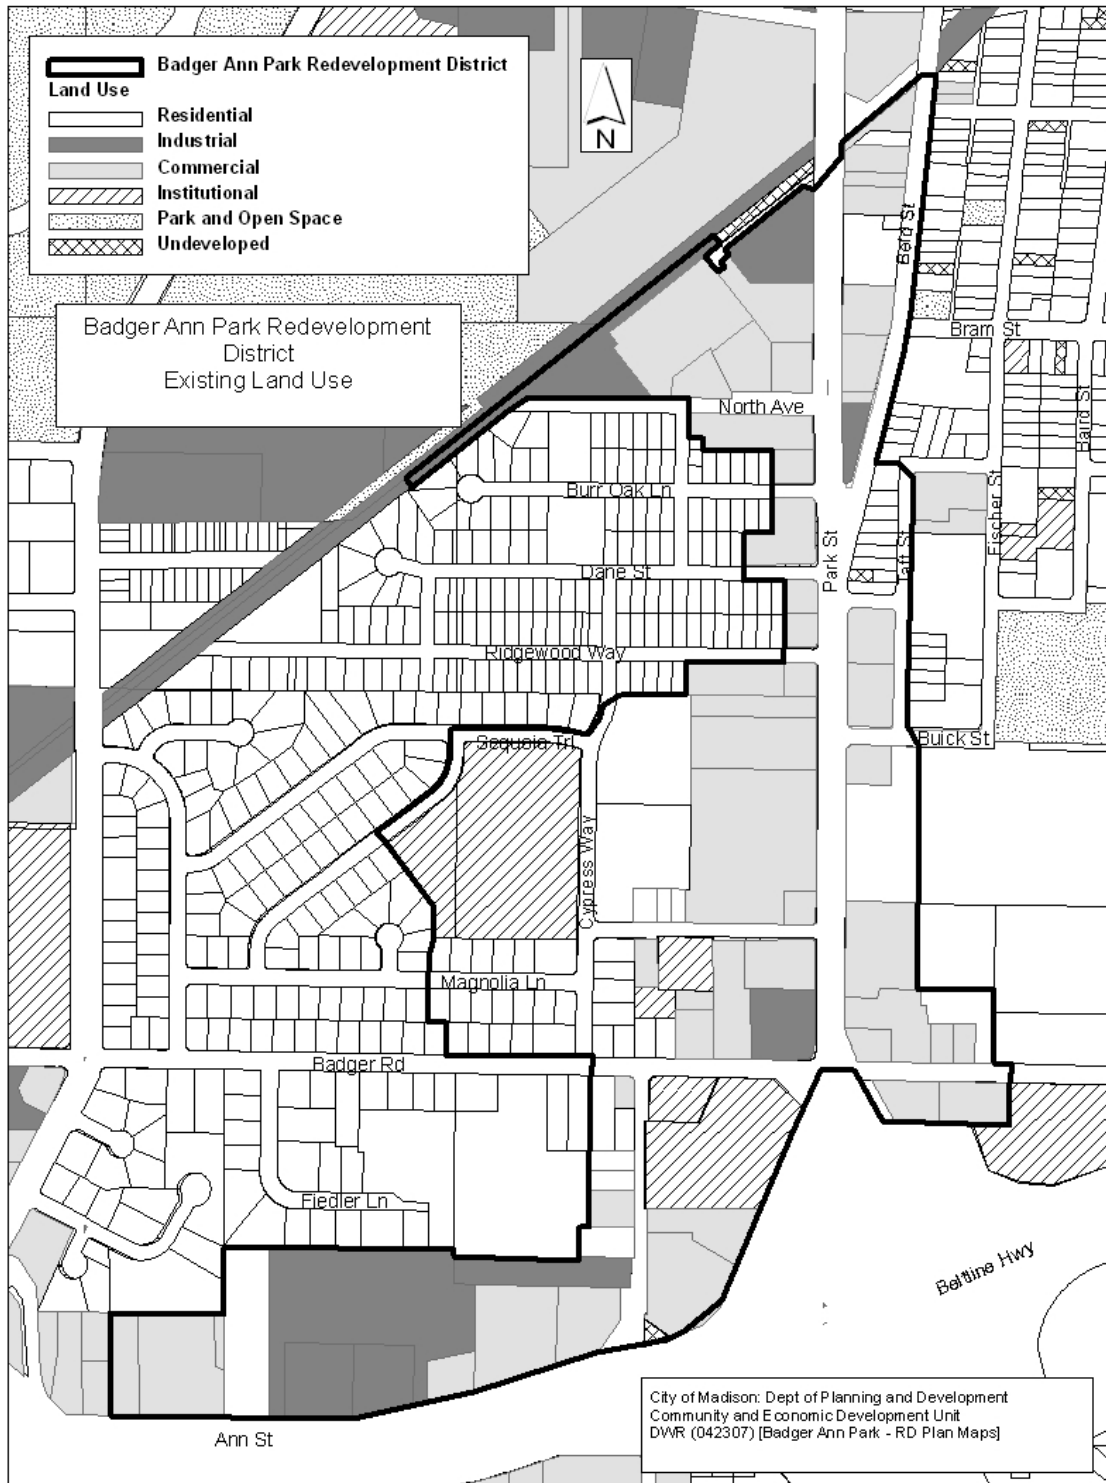 Badger Ann Park Redevelopment District
Land Use
Residential
Industrial
Commercial
Institutional
Park and Open Space
Undeveloped
N
Badger Ann Park Redevelopment
District
Existing Land Use
Beld St
Bram St
North Ave
Baird St
Burr Oak Ln
Fischer St
Park St
Taft St
Dane St
Ridgewood Way
Sequoia Trl
Buick St
Cypress Way
Magnolia Ln
Badger Rd
Fiedler Ln
Beltline Hwy
Ann St
City of Madison: Dept of Planning and Development
Community and Economic Development Unit
DWR (042307) [Badger Ann Park - RD Plan Maps]